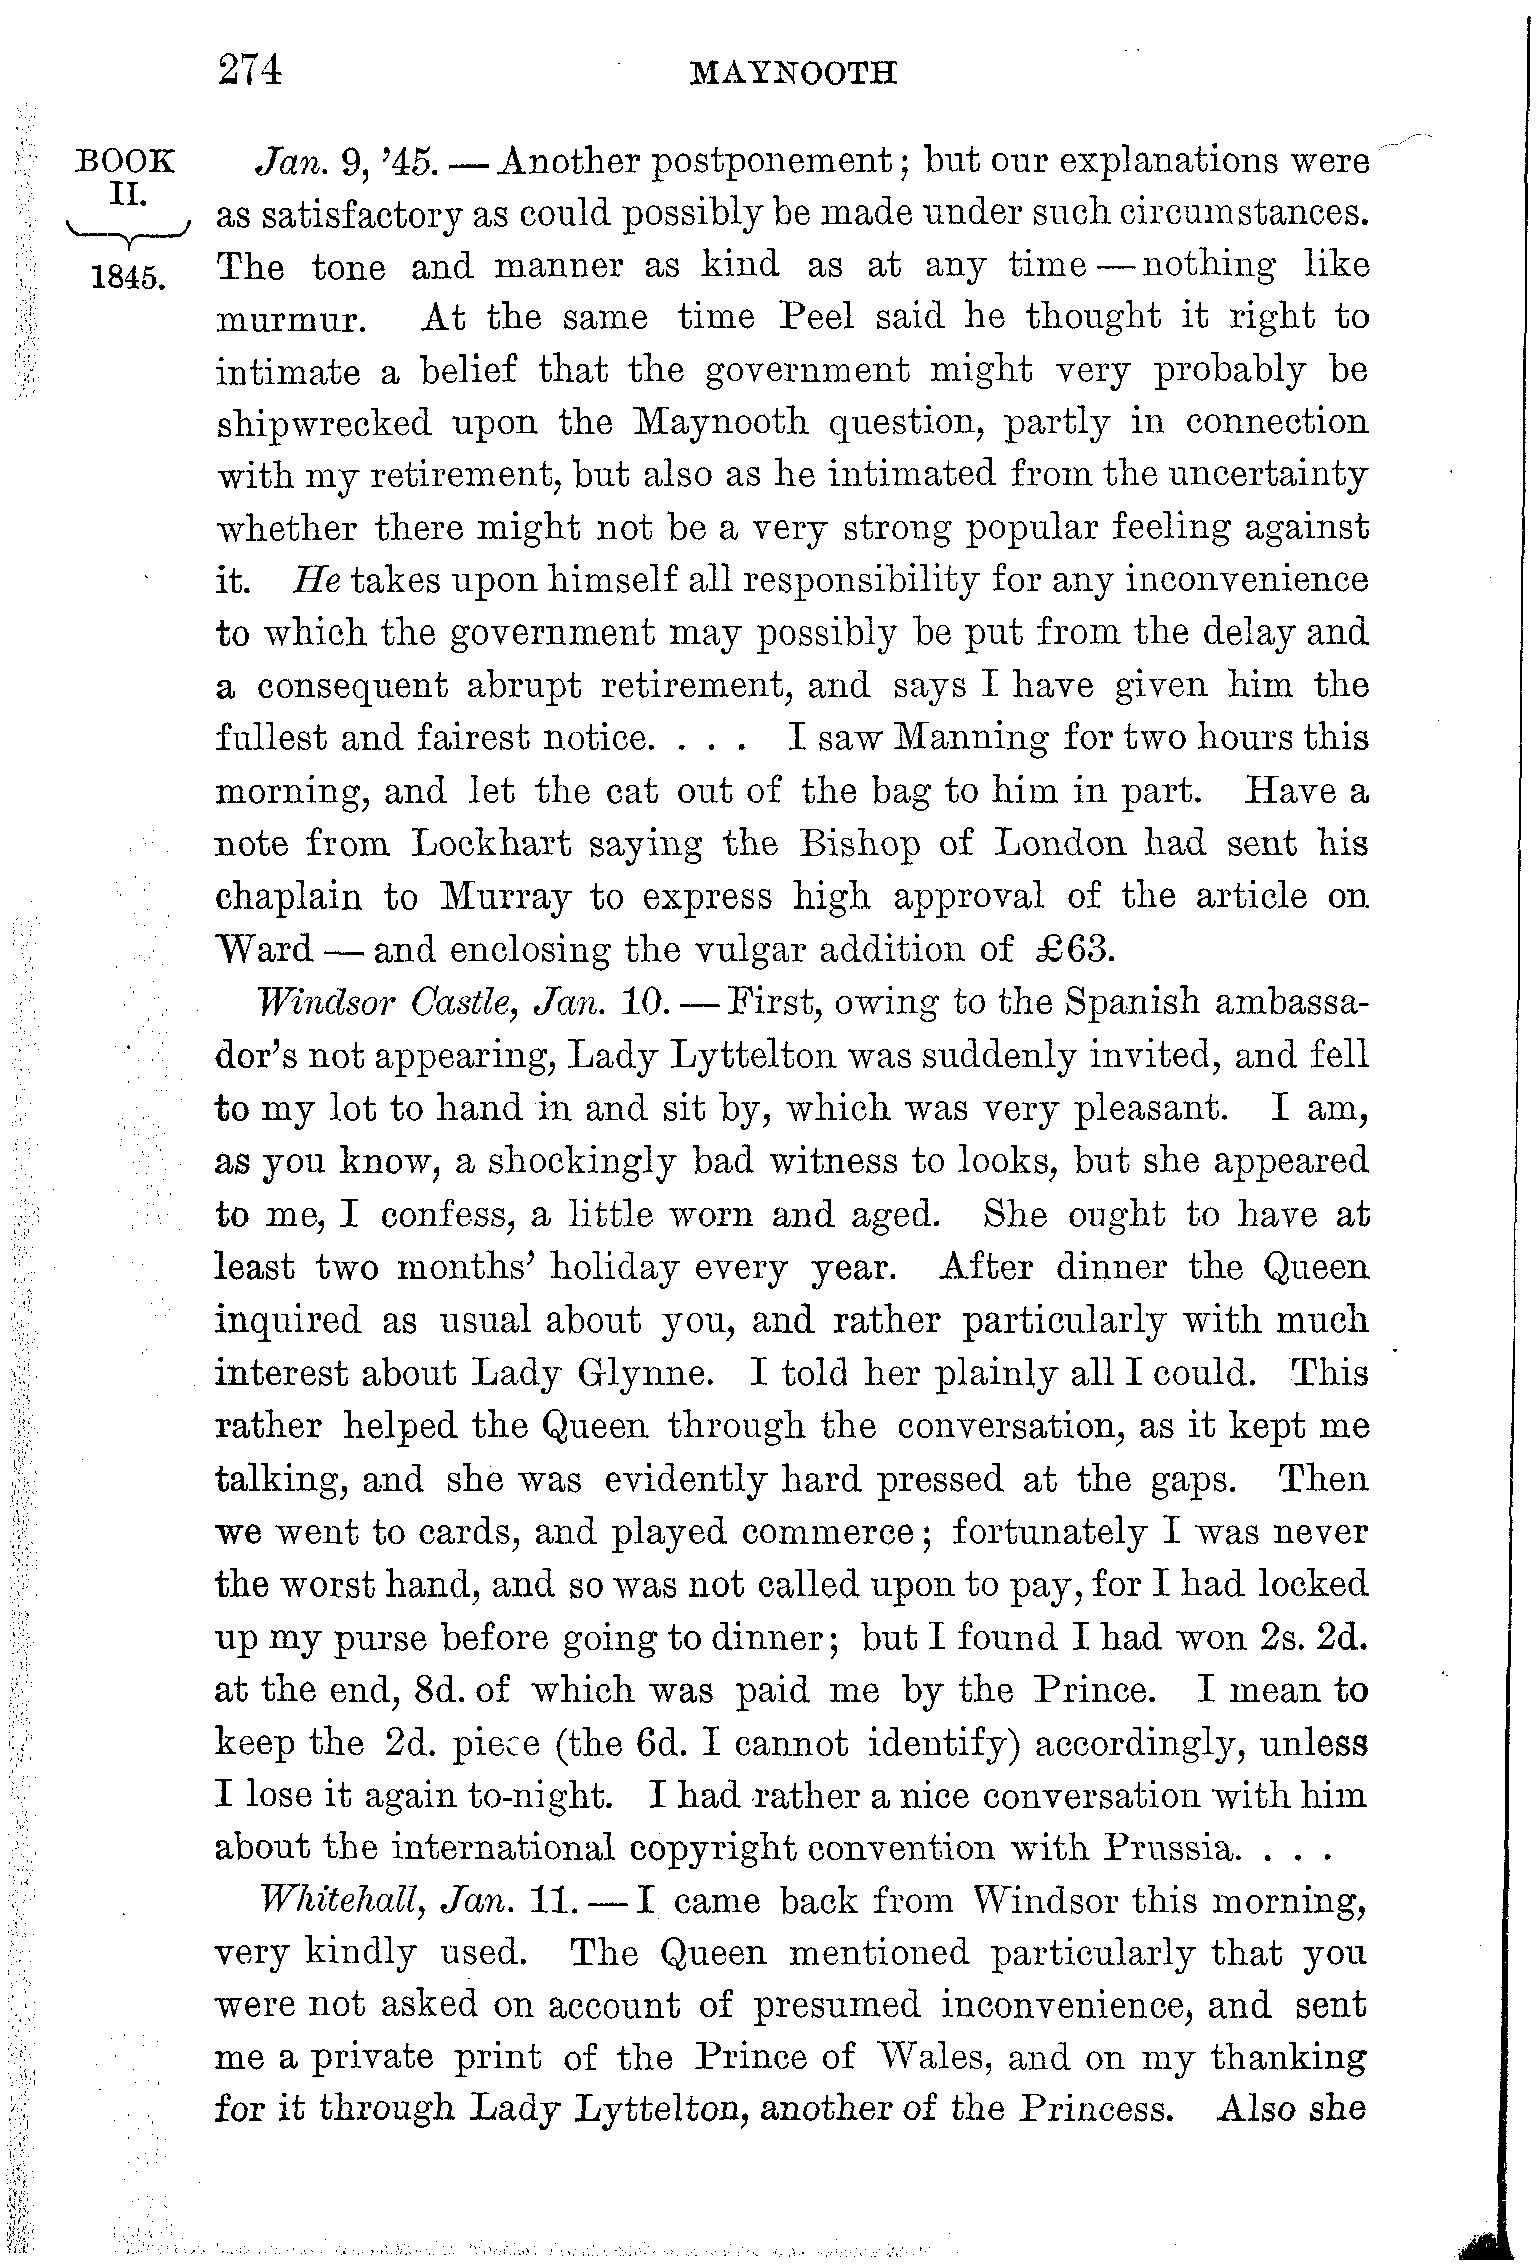 274 MAYNOOTH
BOOK
II.
1845.
Jan. 9, '45. — Another postponement; but our explanations were
as satisfactory as could possibly be made under such circumstances.
The tone and manner as kind as at any time — nothing like
murmur. At the same time Peel said he thought it right to
intimate a belief that the government might very probably be
shipwrecked upon the Maynooth question, partly in connection
with my retirement, but also as he intimated from the uncertainty
whether there might not be a very strong popular feeling against
it. He takes upon himself all responsibility for any inconvenience
to which the government may possibly be put from the delay and
a consequent abrupt retirement, and says I have given him the
fullest and fairest notice. . . . I saw Manning for two hours this
morning, and let the cat out of the bag to him in part. Have a
note from Lockhart saying the Bishop of London had sent his
chaplain to Murray to express high approval of the article on
Ward — and enclosing the vulgar addition of £63.
Windsor Castle, Jan. 10. — First, owing to the Spanish ambassa-
dor's not appearing, Lady Lyttelton was suddenly invited, and fell
to my lot to hand in and sit by, which was very pleasant. I am,
as you know, a shockingly bad witness to looks, but she appeared
to me, I confess, a little worn and aged. She ought to have at
least two months' holiday every year. After dinner the Queen
inquired as usual about you, and rather particularly with much
interest about Lady Glynne. I told her plainly all I could. This
rather helped the Queen through the conversation, as it kept me
talking, and she was evidently hard pressed at the gaps. Then
we went to cards, and played commerce; fortunately I was never
the worst hand, and so was not called upon to pay, for I had locked
up my purse before going to dinner; but I found I had won 2s. 2d.
at the end, 8d. of which was paid me by the Prince. I mean to
keep the 2d. piece (the 6d. I cannot identify) accordingly, unless
I lose it again to-night. I had rather a nice conversation with him
about the international copyright convention with Prussia. . . .
Whitehall, Jan. 11. — I came back from Windsor this morning,
very kindly used. The Queen mentioned particularly that you
were not asked on account of presumed inconvenience, and sent
me a private print of the Prince of Wales, and on my thanking
for it through Lady Lyttelton, another of the Princess. Also she